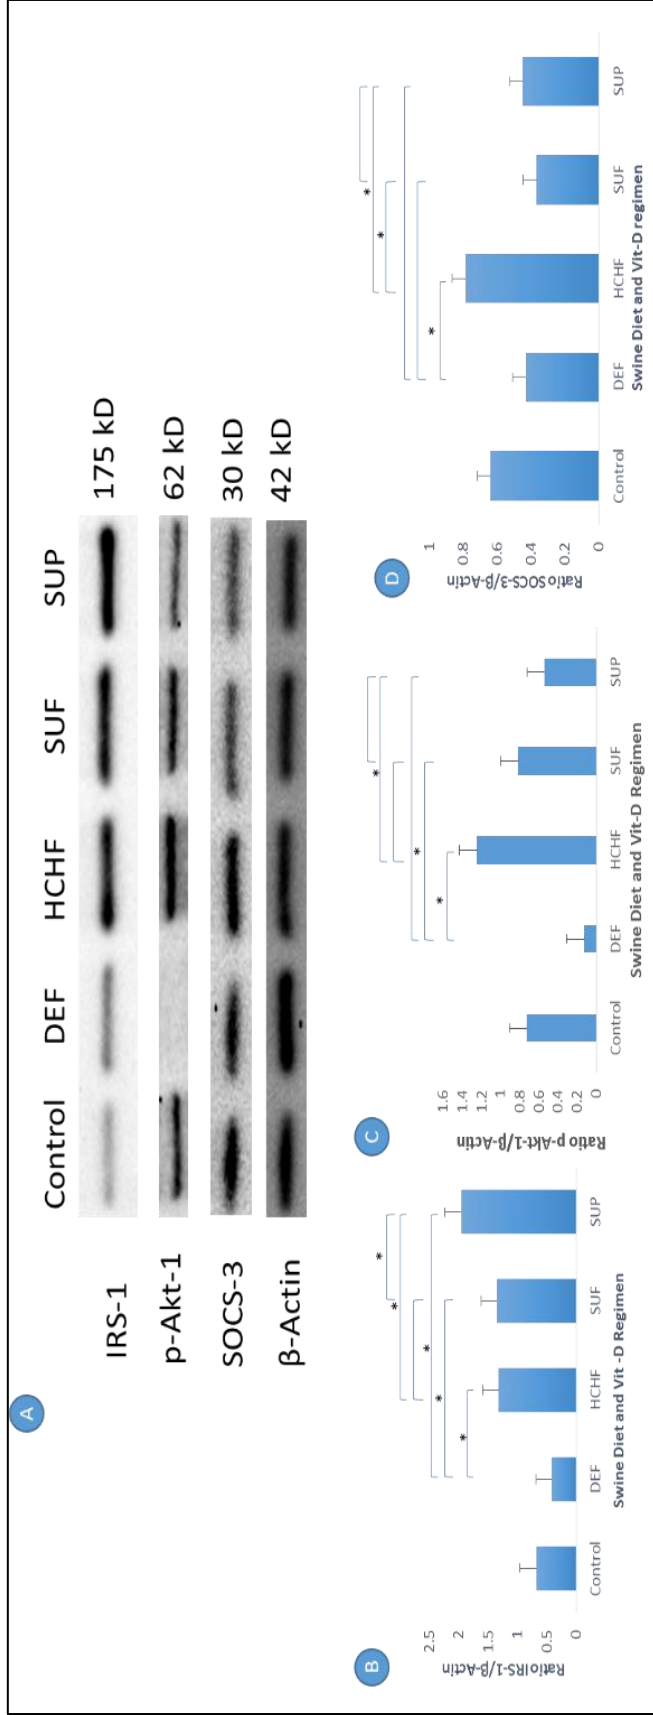 A
Control DEF HCHF SUF SUP
IRS-1 175 kD
p-Akt-1 62 kD
SOCS-3 30 kD
β-Actin 42 kD
B
Ratio IRS-1/β-Actin
2.5
2
1.5
1
0.5
0
* * * * *
Control DEF HCHF SUF SUP
Swine Diet and Vit -D Regimen
C
Ratio p-Akt-1/β-Actin
1.6
1.4
1.2
1
0.8
0.6
0.4
0.2
0
* * *
Control DEF HCHF SUF SUP
Swine Diet and Vit-D Regimen
D
Ratio SOCS-3/β-Actin
1
0.8
0.6
0.4
0.2
0
* * *
Control DEF HCHF SUF SUP
Swine Diet and Vit-D regimen